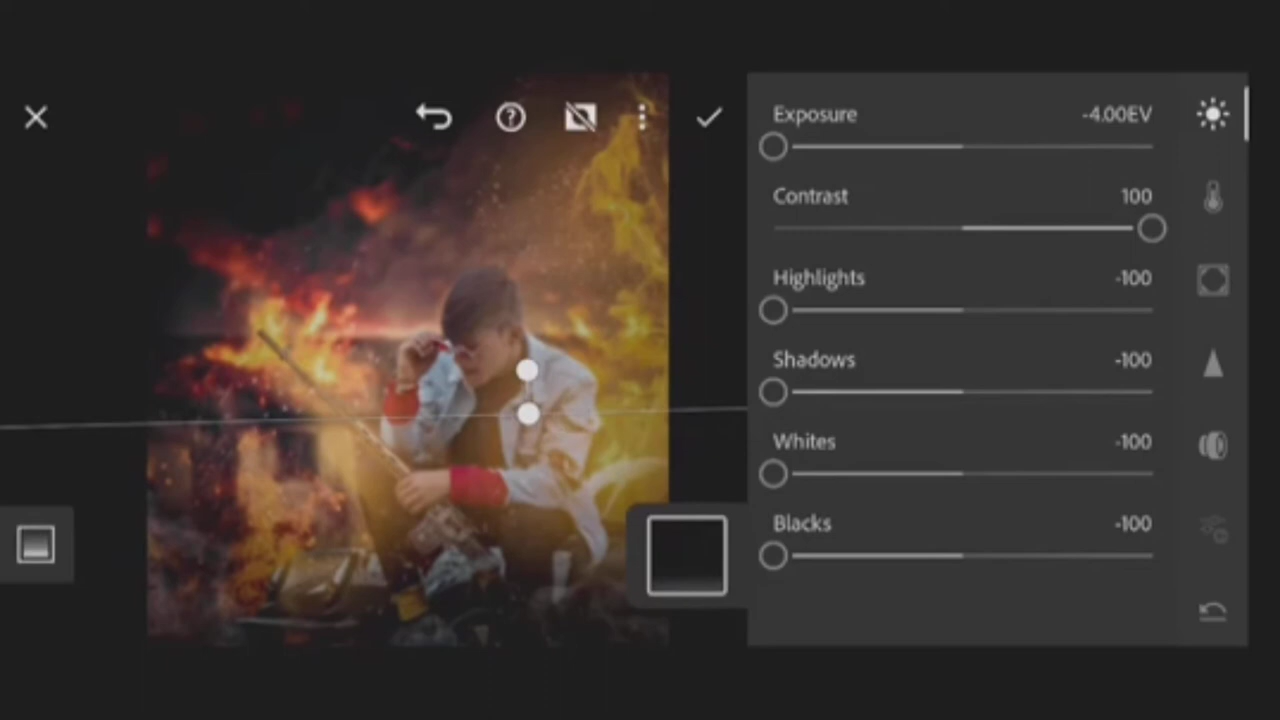 Exposure -4.00EV
Contrast 100
Highlights -100
Shadows -100
Whites -100
Blacks -100